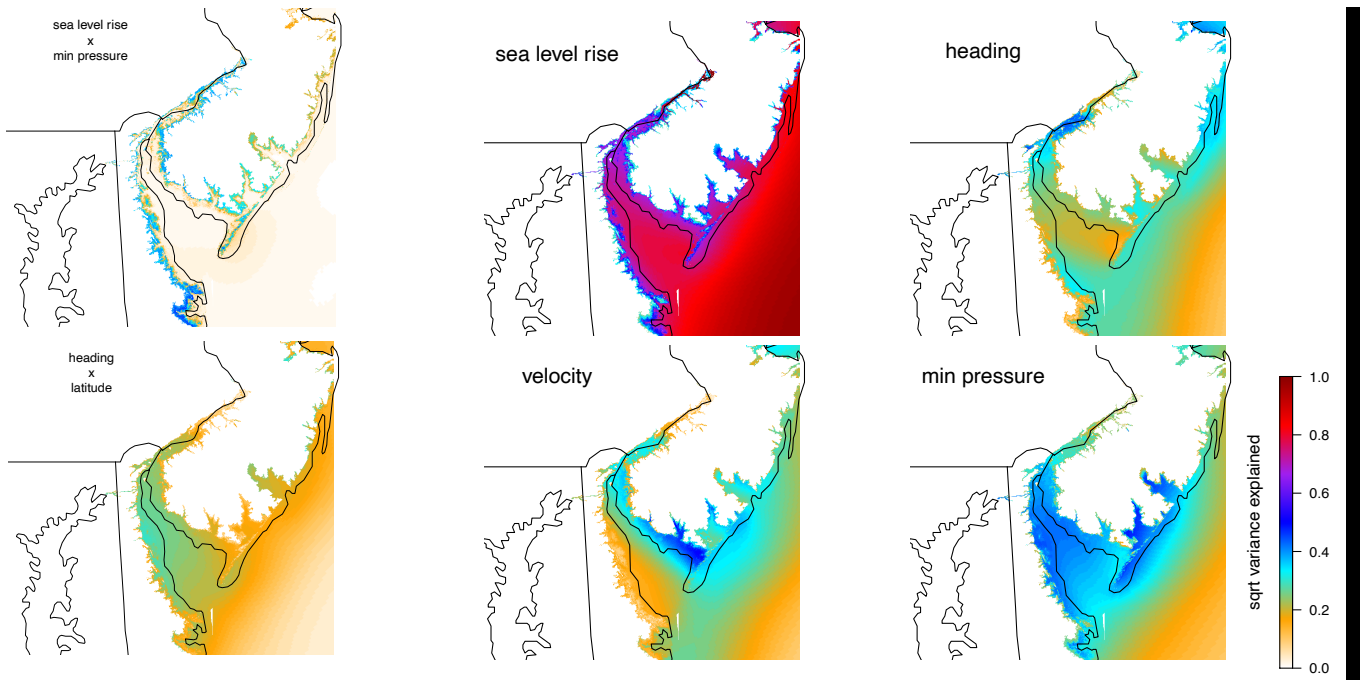 sea level rise
x
min pressure
sea level rise
heading
heading
x
latitude
velocity
min pressure
sqrt variance explained
1.0
0.8
0.6
0.4
0.2
0.0